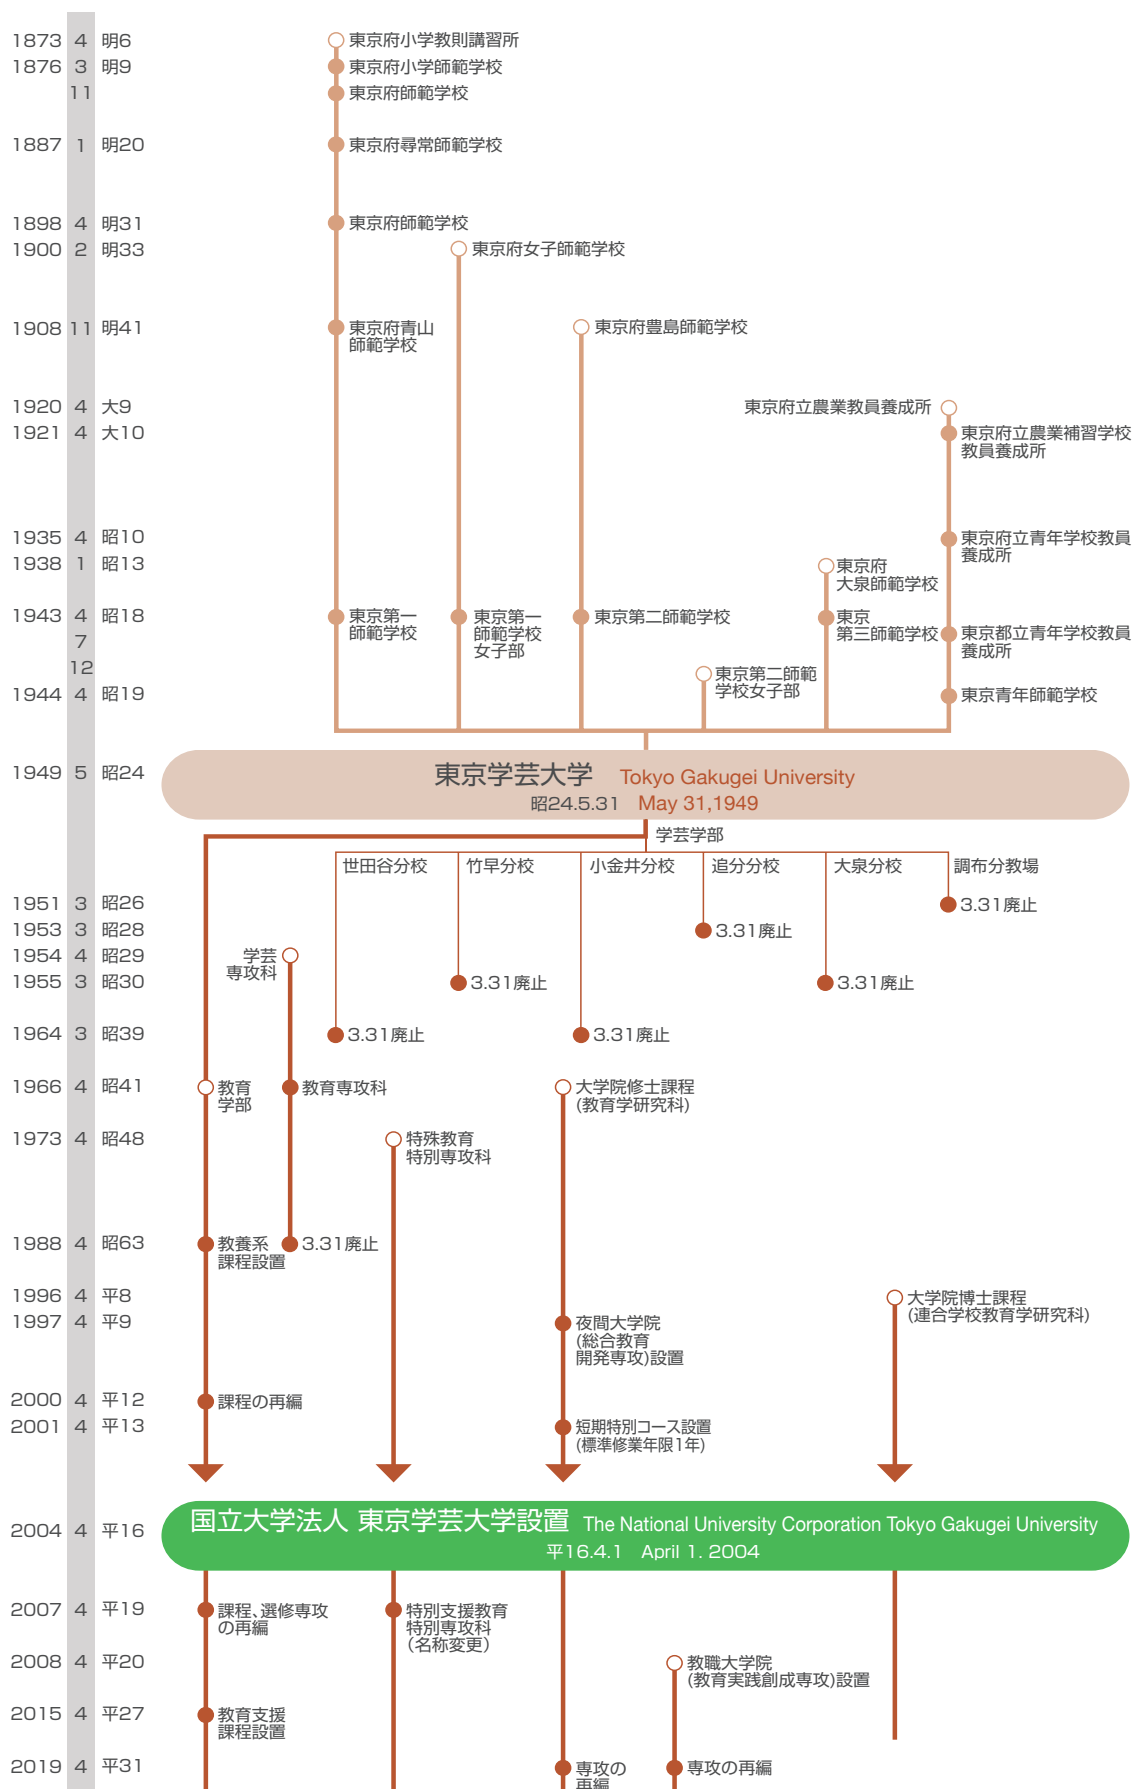 1873 4 明6 東京府小学教則講習所
1876 3 明9 東京府小学師範学校
11 東京府師範学校
1887 1 明20 東京府尋常師範学校
1898 4 明31 東京府師範学校
1900 2 明33 東京府女子師範学校
1908 11 明41 東京府青山 東京府豊島師範学校
師範学校
1920 4 大9 東京府立農業教員養成所
1921 4 大10 東京府立農業補習学校
教員養成所
1935 4 昭10 東京府立青年学校教員
養成所
1938 1 昭13 東京府
大泉師範学校
1943 4 昭18 東京第一 東京第一 東京第二師範学校 東京
師範学校 師範学校 第三師範学校
女子部
7 東京都立青年学校教員
養成所
12 東京第二師範
学校女子部
1944 4 昭19 東京青年師範学校
1949 5 昭24 東京学芸大学 Tokyo Gakugei University
昭24.5.31 May 31,1949
学芸学部
世田谷分校 竹早分校 小金井分校 追分分校 大泉分校 調布分教場
1951 3 昭26 3.31廃止
1953 3 昭28 3.31廃止
1954 4 昭29 学芸
専攻科
1955 3 昭30 3.31廃止 3.31廃止
1964 3 昭39 3.31廃止 3.31廃止
1966 4 昭41 教育 教育専攻科 大学院修士課程
学部 (教育学研究科)
1973 4 昭48 特殊教育
特別専攻科
1988 4 昭63 教養系 3.31廃止
課程設置
1996 4 平8 大学院博士課程
(連合学校教育学研究科)
1997 4 平9 夜間大学院
(総合教育
開発専攻)設置
2000 4 平12 課程の再編
2001 4 平13 短期特別コース設置
(標準修業年限1年)
2004 4 平16 国立大学法人 東京学芸大学設置 The National University Corporation Tokyo Gakugei University
平16.4.1 April 1. 2004
2007 4 平19 課程、選修専攻 特別支援教育
の再編 特別専攻科
(名称変更)
2008 4 平20 教職大学院
(教育実践創成専攻)設置
2015 4 平27 教育支援
課程設置
2019 4 平31 専攻の 専攻の再編
再編